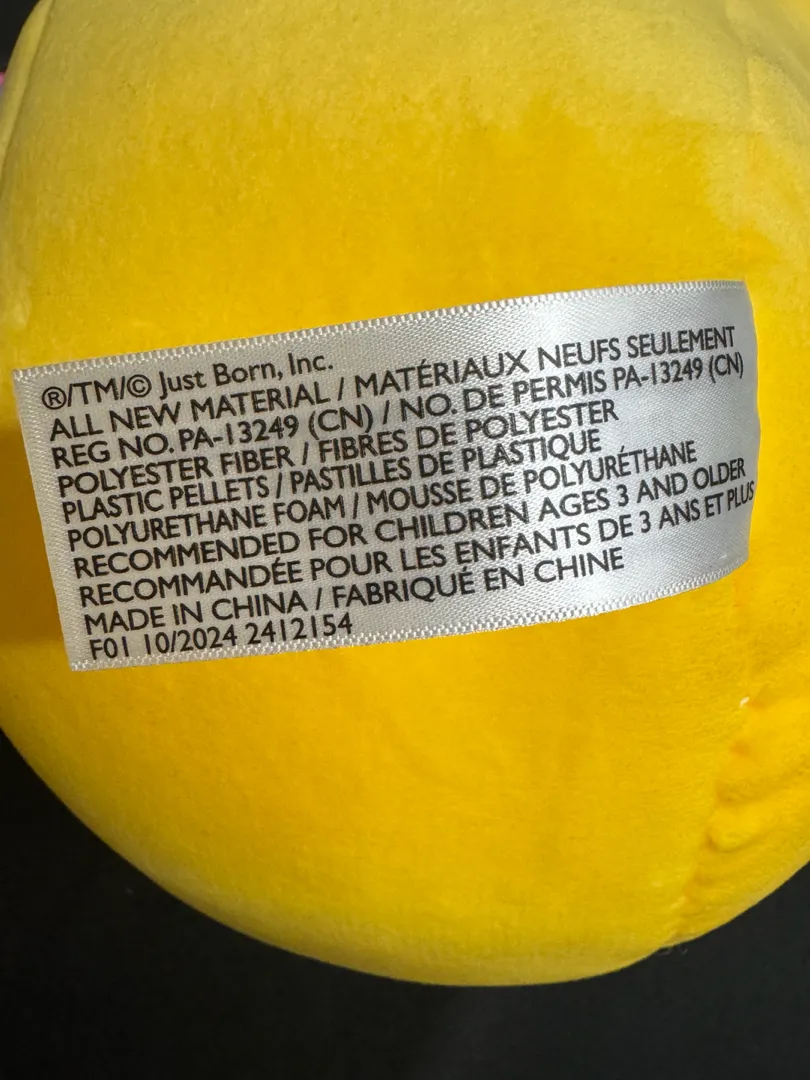 ®/TM/© Just Born, Inc.
ALL NEW MATERIAL / MATÉRIAUX NEUFS SEULEMENT
REG NO. PA-13249 (CN) / NO. DE PERMIS PA-13249 (CN)
POLYESTER FIBER / FIBRES DE POLYESTER
PLASTIC PELLETS / PASTILLES DE PLASTIQUE
POLYURETHANE FOAM / MOUSSE DE POLYURÉTHANE
RECOMMENDED FOR CHILDREN AGES 3 AND OLDER
RECOMMANDÉE POUR LES ENFANTS DE 3 ANS ET PLUS
MADE IN CHINA / FABRIQUÉ EN CHINE
F01 10/2024 2412154